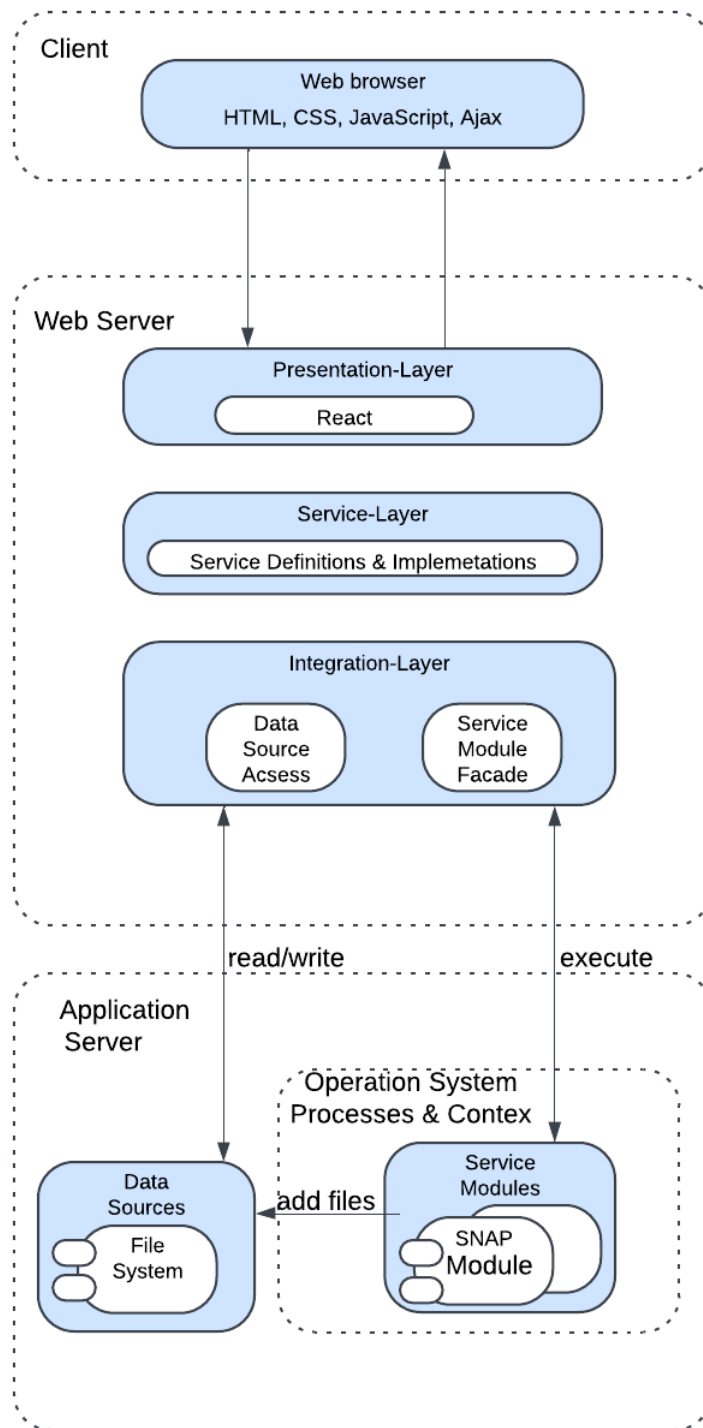 Client
Web browser
HTML, CSS, JavaScript, Ajax
Web Server
Presentation-Layer
React
Service-Layer
Service Definitions & Implemetations
Integration-Layer
Data
Source
Acsess
Service
Module
Facade
read/write
execute
Application
Server
Operation System
Processes & Contex
Data
Sources
File
System
add files
Service
Modules
SNAP
Module